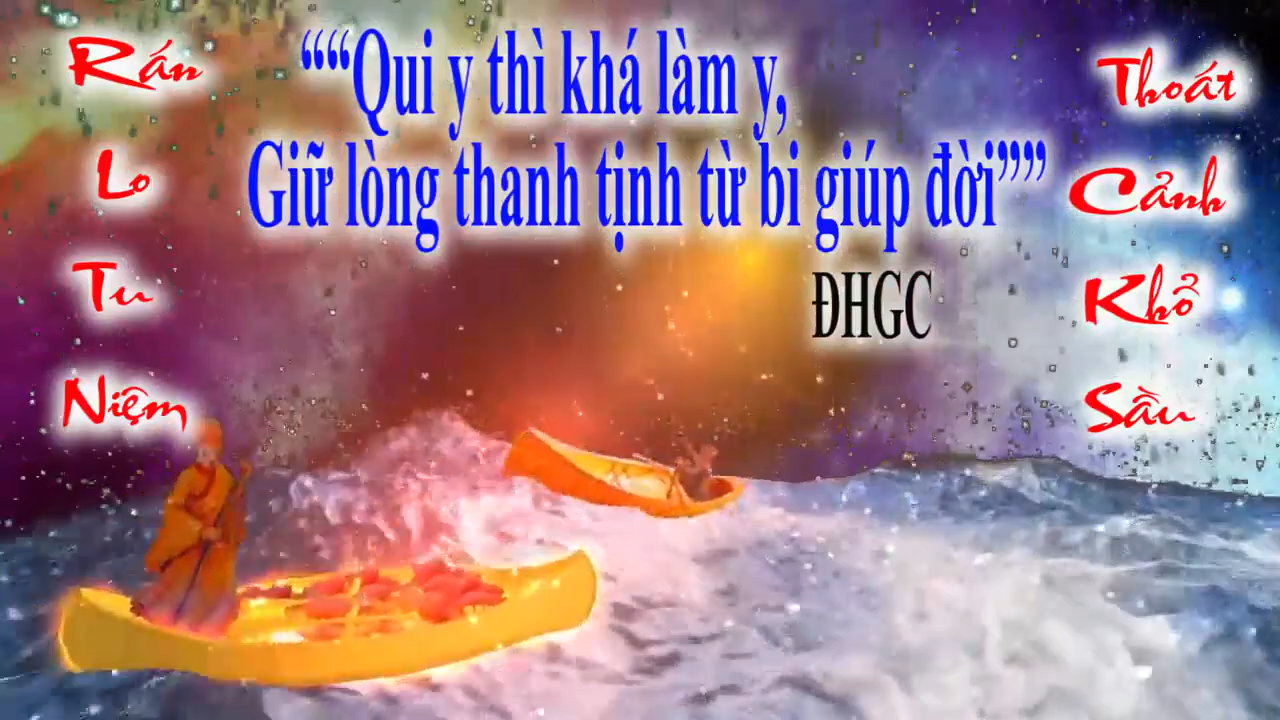 Rán
Lo
Tu
Niệm
““Qui y thì khá làm y,
Giữ lòng thanh tịnh từ bi giúp đời””
ĐHGC
Thoát
Cảnh
Khổ
Sầu